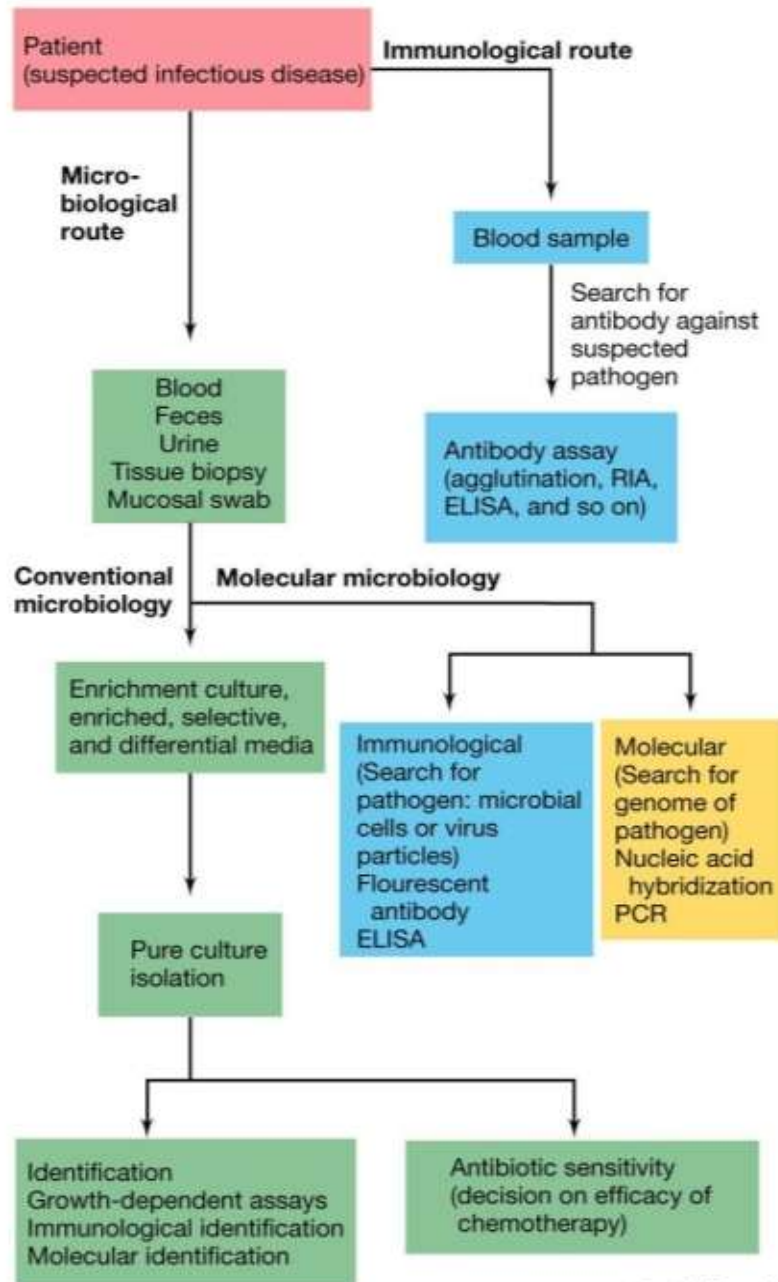 Patient
(suspected infectious disease)
Immunological route
Micro-
biological
route
Blood sample
Search for
antibody against
suspected
pathogen
Blood
Feces
Urine
Tissue biopsy
Mucosal swab
Antibody assay
(agglutination, RIA,
ELISA, and so on)
Conventional
microbiology
Molecular microbiology
Enrichment culture,
enriched, selective,
and differential media
Immunological
(Search for
pathogen: microbial
cells or virus
particles)
Flourescent
antibody
ELISA
Molecular
(Search for
genome of
pathogen)
Nucleic acid
hybridization
PCR
Pure culture
isolation
Identification
Growth-dependent assays
Immunological identification
Molecular identification
Antibiotic sensitivity
(decision on efficacy of
chemotherapy)